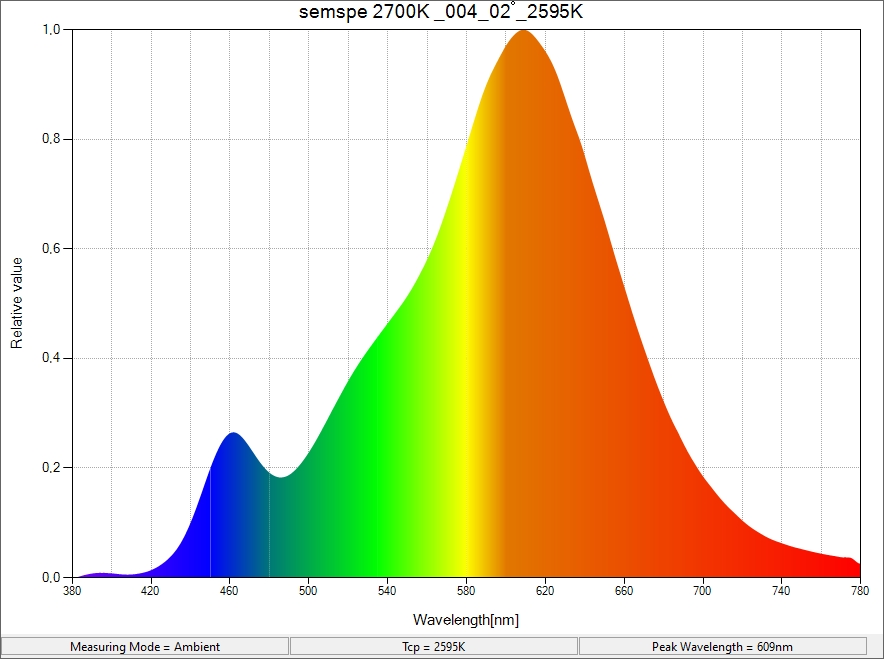 semspe 2700K _004_02°_2595K
1.0
0.8
0.6
0.4
0.2
0.0
Relative value
380 420 460 500 540 580 620 660 700 740 780
Wavelength[nm]
Measuring Mode = Ambient Tcp = 2595K Peak Wavelength = 609nm